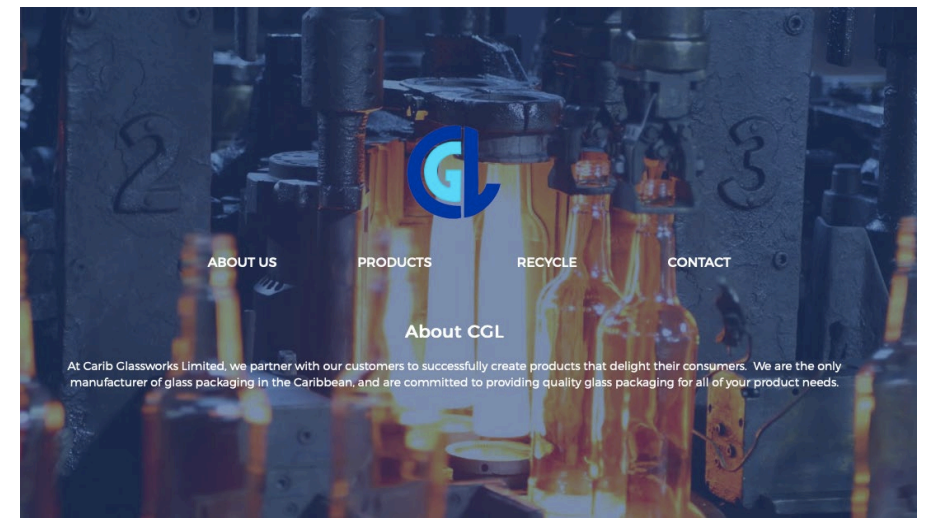 2
3
CGL
ABOUT US PRODUCTS RECYCLE CONTACT
About CGL
At Carib Glassworks Limited, we partner with our customers to successfully create products that delight their consumers. We are the only
manufacturer of glass packaging in the Caribbean, and are committed to providing quality glass packaging for all of your product needs.